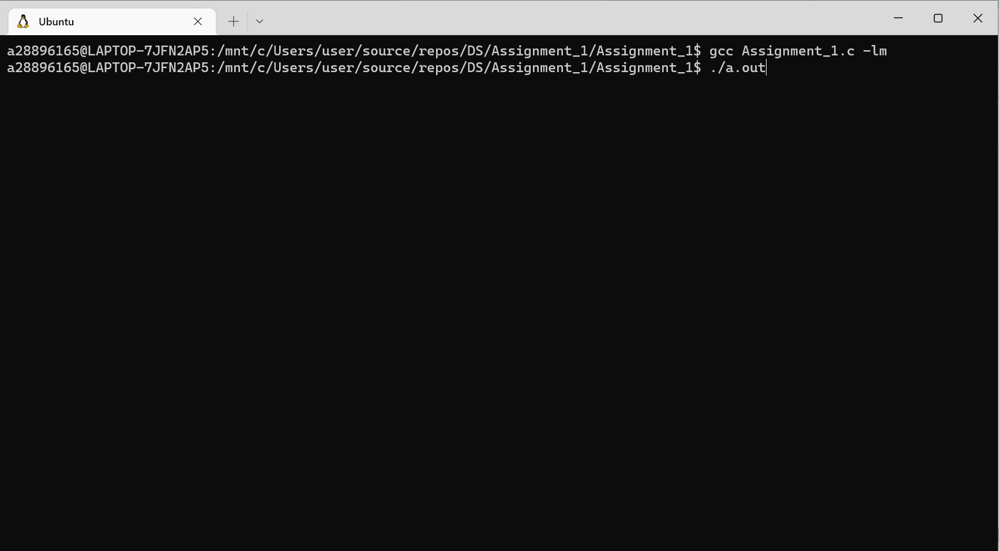 Ubuntu
a28896165@LAPTOP-7JFN2AP5:/mnt/c/Users/user/source/repos/DS/Assignment_1/Assignment_1$ gcc Assignment_1.c -lm
a28896165@LAPTOP-7JFN2AP5:/mnt/c/Users/user/source/repos/DS/Assignment_1/Assignment_1$ ./a.out